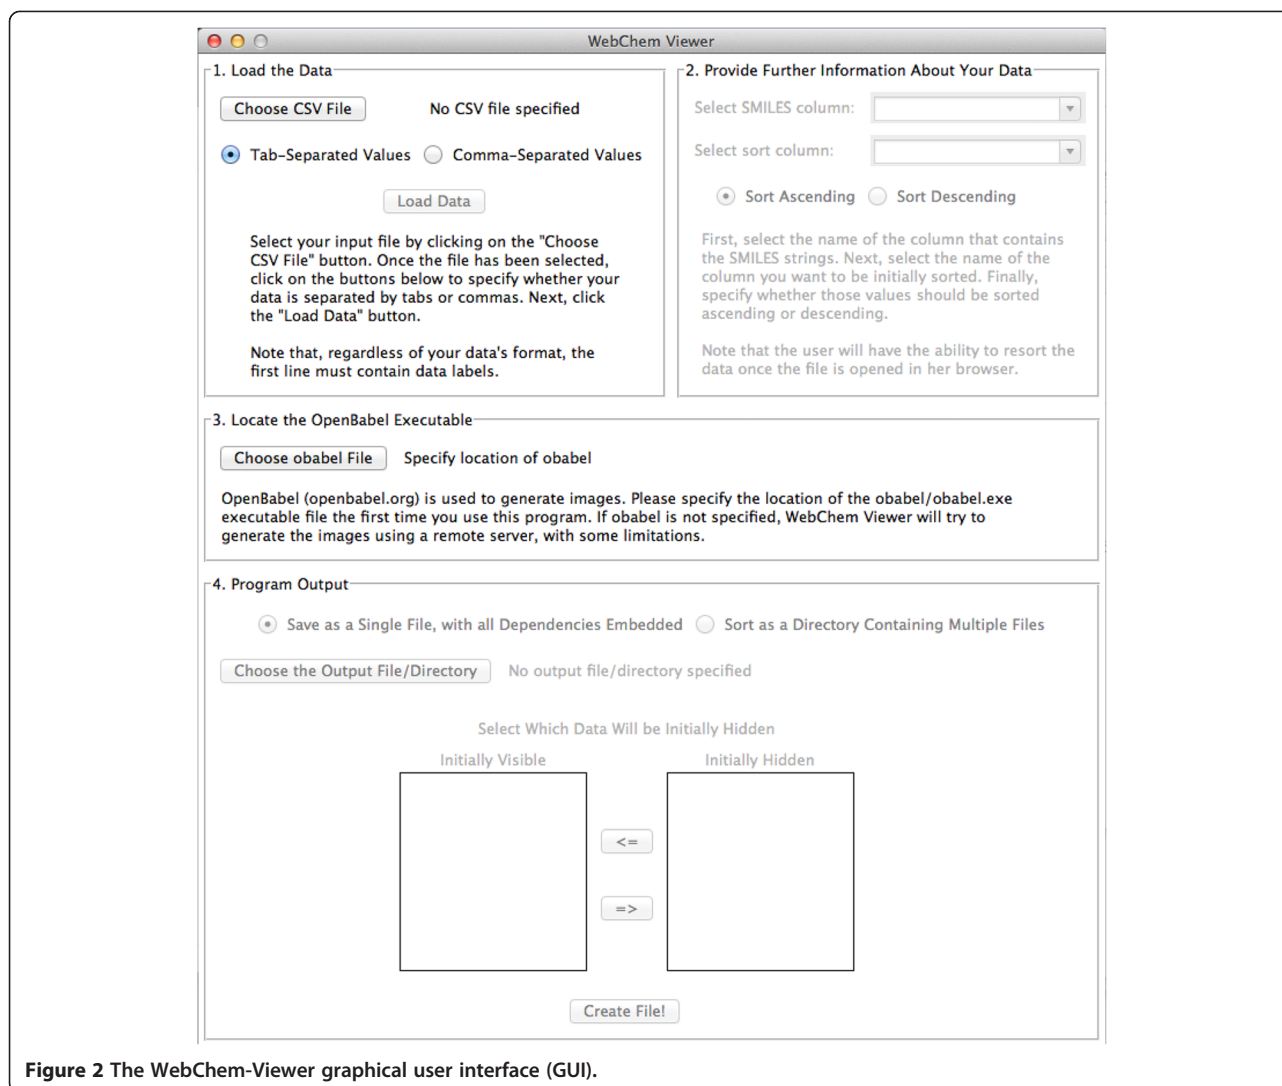 WebChem Viewer
1. Load the Data
Choose CSV File
No CSV file specified
Tab-Separated Values
Comma-Separated Values
Load Data
Select your input file by clicking on the "Choose
CSV File" button. Once the file has been selected,
click on the buttons below to specify whether your
data is separated by tabs or commas. Next, click
the "Load Data" button.
Note that, regardless of your data's format, the
first line must contain data labels.
2. Provide Further Information About Your Data
Select SMILES column:
Select sort column:
Sort Ascending
Sort Descending
First, select the name of the column that contains
the SMILES strings. Next, select the name of the
column you want to be initially sorted. Finally,
specify whether those values should be sorted
ascending or descending.
Note that the user will have the ability to resort the
data once the file is opened in her browser.
3. Locate the OpenBabel Executable
Choose obabel File
Specify location of obabel
OpenBabel (openbabel.org) is used to generate images. Please specify the location of the obabel/obabel.exe
executable file the first time you use this program. If obabel is not specified, WebChem Viewer will try to
generate the images using a remote server, with some limitations.
4. Program Output
Save as a Single File, with all Dependencies Embedded
Sort as a Directory Containing Multiple Files
Choose the Output File/Directory
No output file/directory specified
Select Which Data Will be Initially Hidden
Initially Visible
Initially Hidden
<=
=>
Create File!
Figure 2 The WebChem-Viewer graphical user interface (GUI).